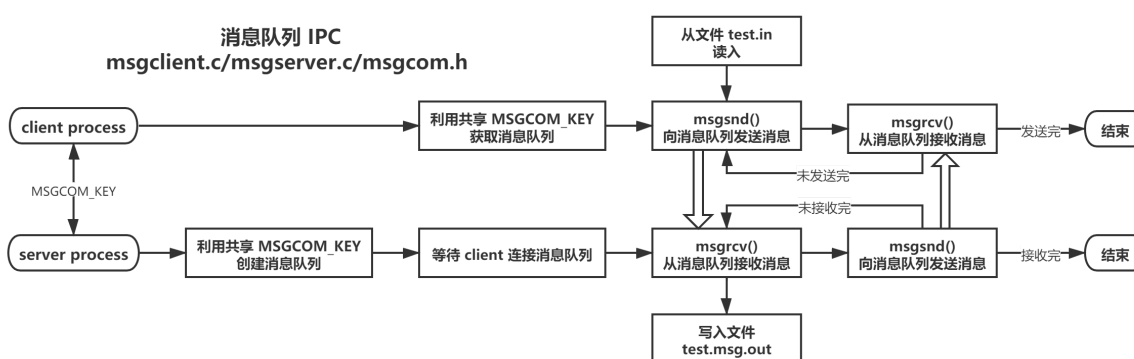 消息队列 IPC
msgclient.c/msgserver.c/msgcom.h
从文件 test.in
读入
client process
利用共享 MSGCOM_KEY
获取消息队列
msgsnd()
向消息队列发送消息
msgrcv()
从消息队列接收消息
发送完
结束
未发送完
MSGCOM_KEY
未接收完
server process
利用共享 MSGCOM_KEY
创建消息队列
等待 client 连接消息队列
msgrcv()
从消息队列接收消息
msgsnd()
向消息队列发送消息
接收完
结束
写入文件
test.msg.out